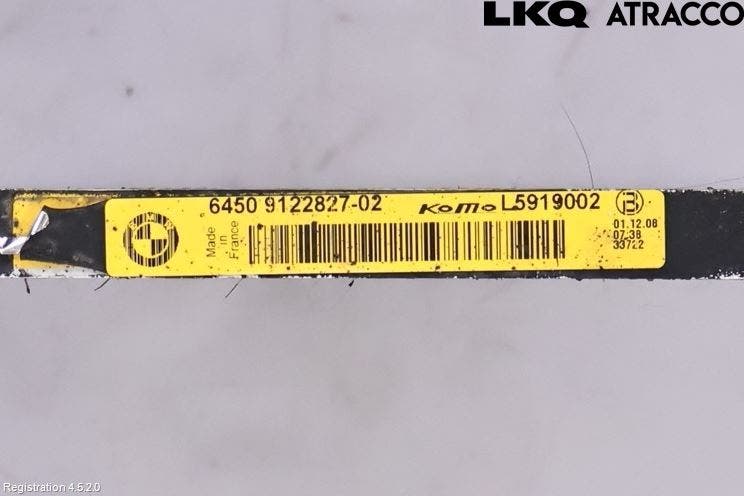 LKQ ATRACCO
6450 9122827-02 KoMo L5919002
Made
in
France
01.12.08
07:38
33722
Registration 4.5.2.0